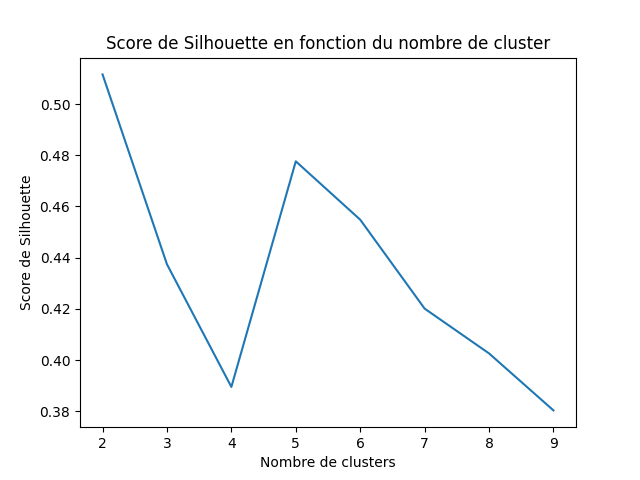 Score de Silhouette en fonction du nombre de cluster
Score de Silhouette
0.50
0.48
0.46
0.44
0.42
0.40
0.38
2 3 4 5 6 7 8 9
Nombre de clusters